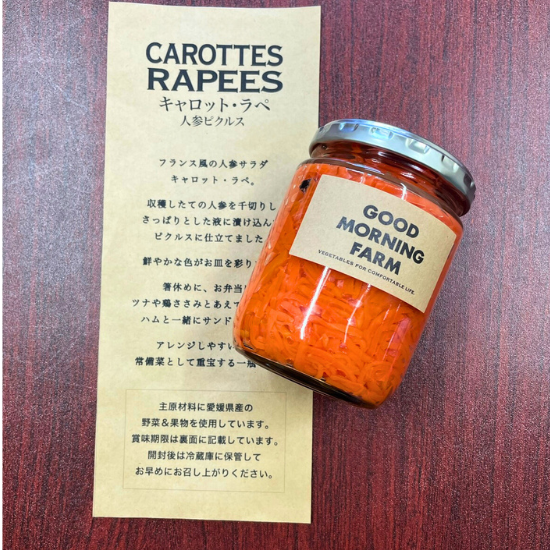 CAROTTES
RAPEES
キャロット・ラペ
人参ピクルス
フランス風の人参サラダ
キャロット・ラペ。
収穫したての人参を千切りし
さっぱりとした液に漬け込ん
ピクルスに仕立てました
鮮やかな色がお皿を彩り
箸休めに、お弁当
ツナや鶏ささみとあえて
ハムと一緒にサンド
アレンジしやすい
常備菜として重宝する一
主原材料に愛媛県産の
野菜&果物を使用しています。
賞味期限は裏面に記載しています。
開封後は冷蔵庫に保管して
お早めにお召し上がりください。
GOOD
MORNING
FARM
VEGETABLES FOR COMFORTABLE LIFE.